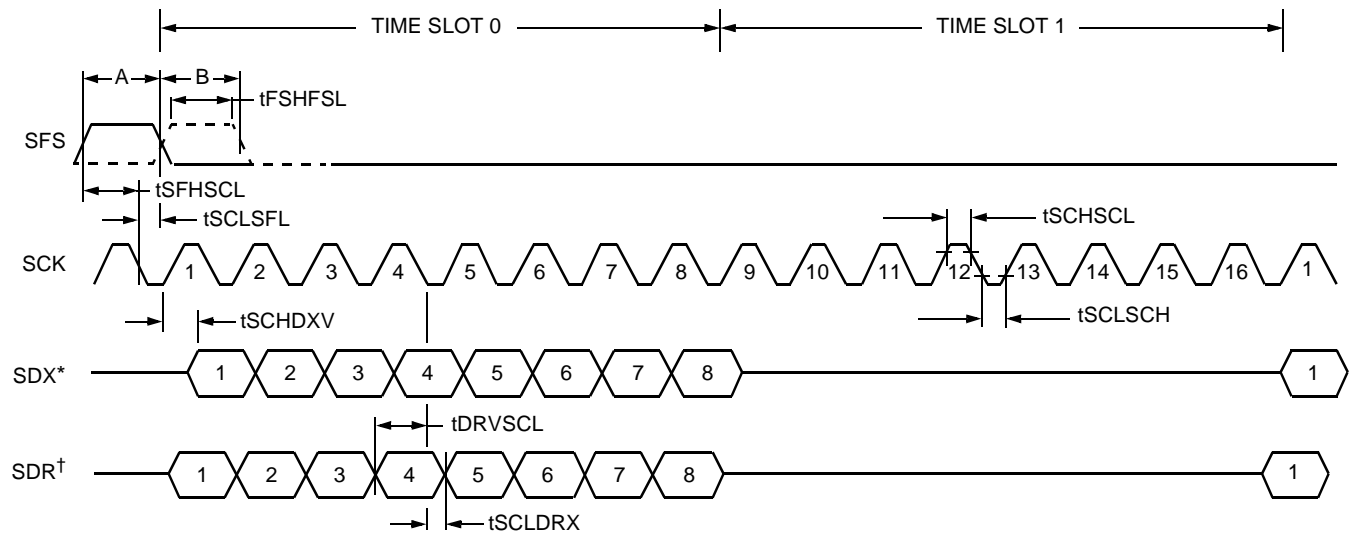 TIME SLOT 0 TIME SLOT 1
A B
tFSHFSL
SFS
tSFHSCL
tSCLSFL tSCHSCL
SCK 1 2 3 4 5 6 7 8 9 10 11 12 13 14 15 16 1
tSCHDXV tSCLSCH
SDX* 1 2 3 4 5 6 7 8 1
tDRVSCL
SDR† 1 2 3 4 5 6 7 8 1
tSCLDRX